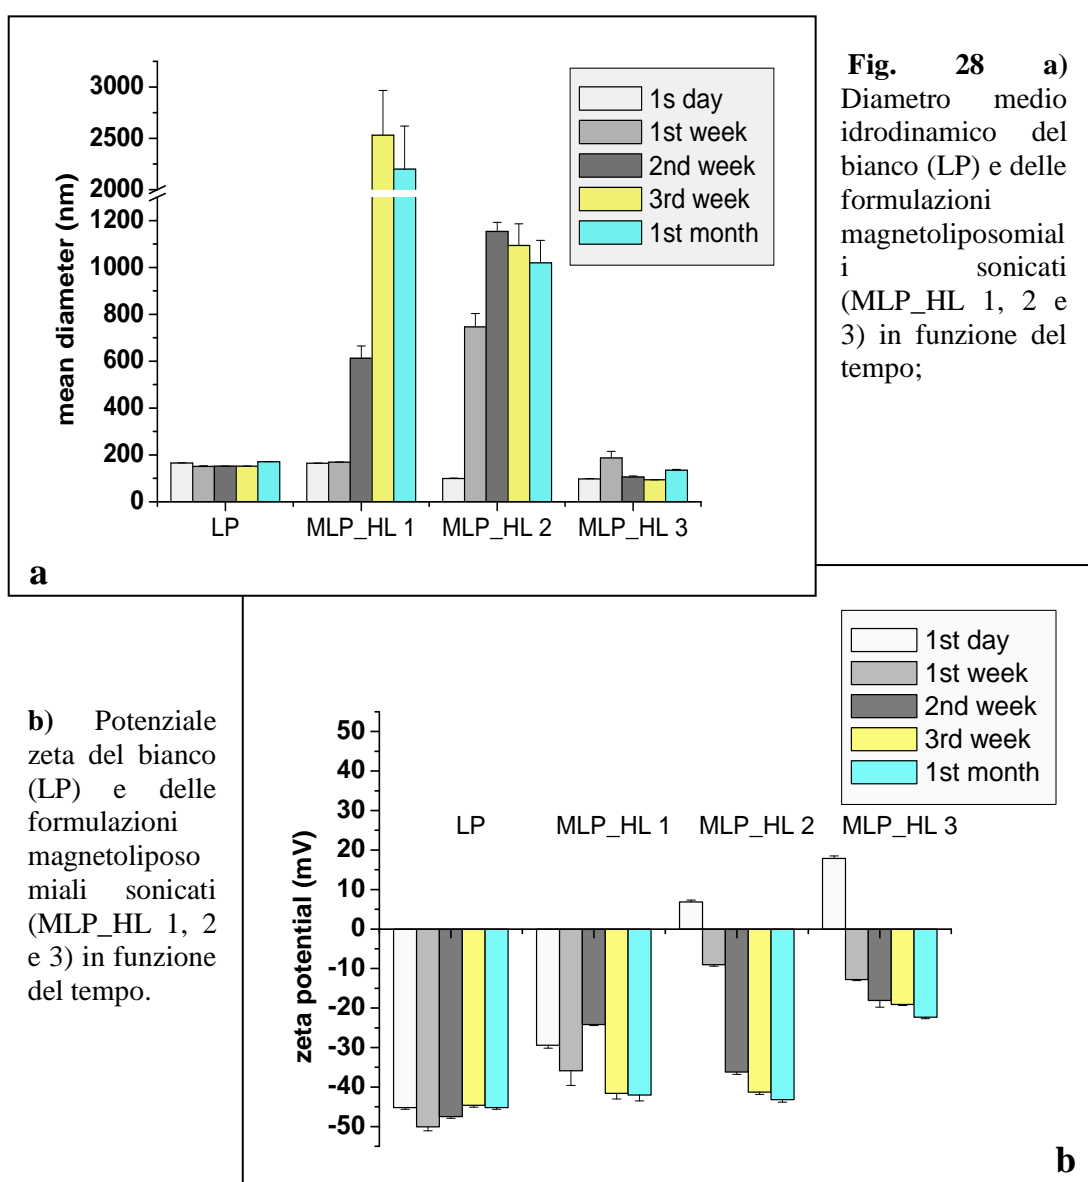 3000
2500
2000
1200
1000
800
600
400
200
0
mean diameter (nm)
1s day
1st week
2nd week
3rd week
1st month
LP MLP_HL 1 MLP_HL 2 MLP_HL 3
a
Fig. 28 a)
Diametro medio
idrodinamico del
bianco (LP) e delle
formulazioni
magnetoliposomial
i sonicati
(MLP_HL 1, 2 e
3) in funzione del
tempo;
b) Potenziale
zeta del bianco
(LP) e delle
formulazioni
magnetoliposo
miali sonicati
(MLP_HL 1, 2
e 3) in funzione
del tempo.
1st day
1st week
2nd week
3rd week
1st month
50
40
30
20
10
0
-10
-20
-30
-40
-50
zeta potential (mV)
LP MLP_HL 1 MLP_HL 2 MLP_HL 3
b